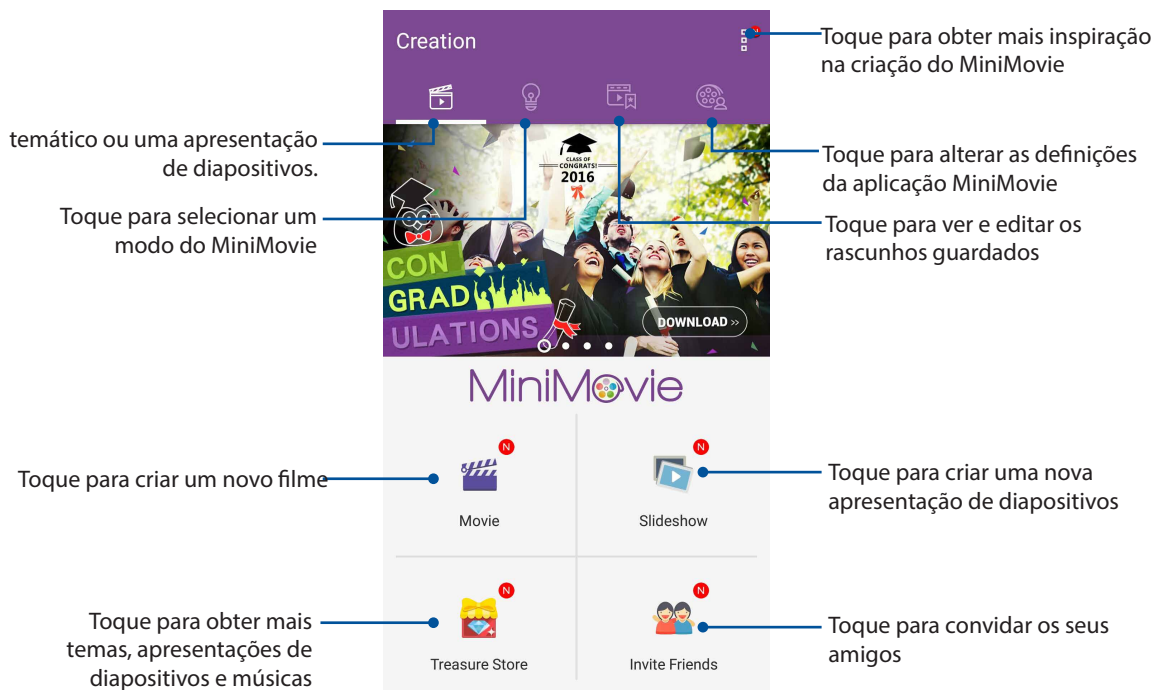 Creation
Toque para obter mais inspiração
na criação do MiniMovie
temático ou uma apresentação
de diapositivos.
Toque para selecionar um
modo do MiniMovie
Toque para alterar as definições
da aplicação MiniMovie
Toque para ver e editar os
rascunhos guardados
CLASS OF
CONGRATS!
2016
CON
GRAD
ULATIONS
DOWNLOAD »
MiniMovie
Toque para criar um novo filme
N
Movie
N
Slideshow
Toque para criar uma nova
apresentação de diapositivos
Toque para obter mais
temas, apresentações de
diapositivos e músicas
N
Treasure Store
N
Invite Friends
Toque para convidar os seus
amigos